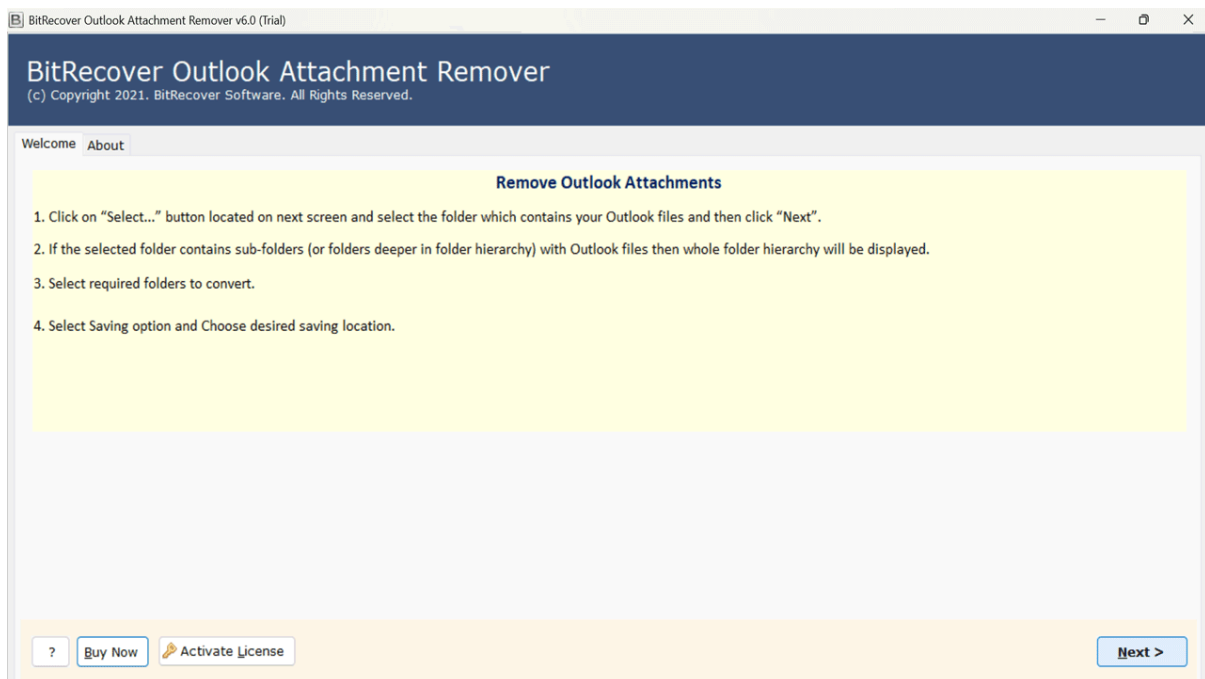 BitRecover Outlook Attachment Remover v6.0 (Trial)
BitRecover Outlook Attachment Remover
(c) Copyright 2021. BitRecover Software. All Rights Reserved.
Welcome About
Remove Outlook Attachments
1. Click on “Select...” button located on next screen and select the folder which contains your Outlook files and then click “Next”.
2. If the selected folder contains sub-folders (or folders deeper in folder hierarchy) with Outlook files then whole folder hierarchy will be displayed.
3. Select required folders to convert.
4. Select Saving option and Choose desired saving location.
? Buy Now Activate License Next >